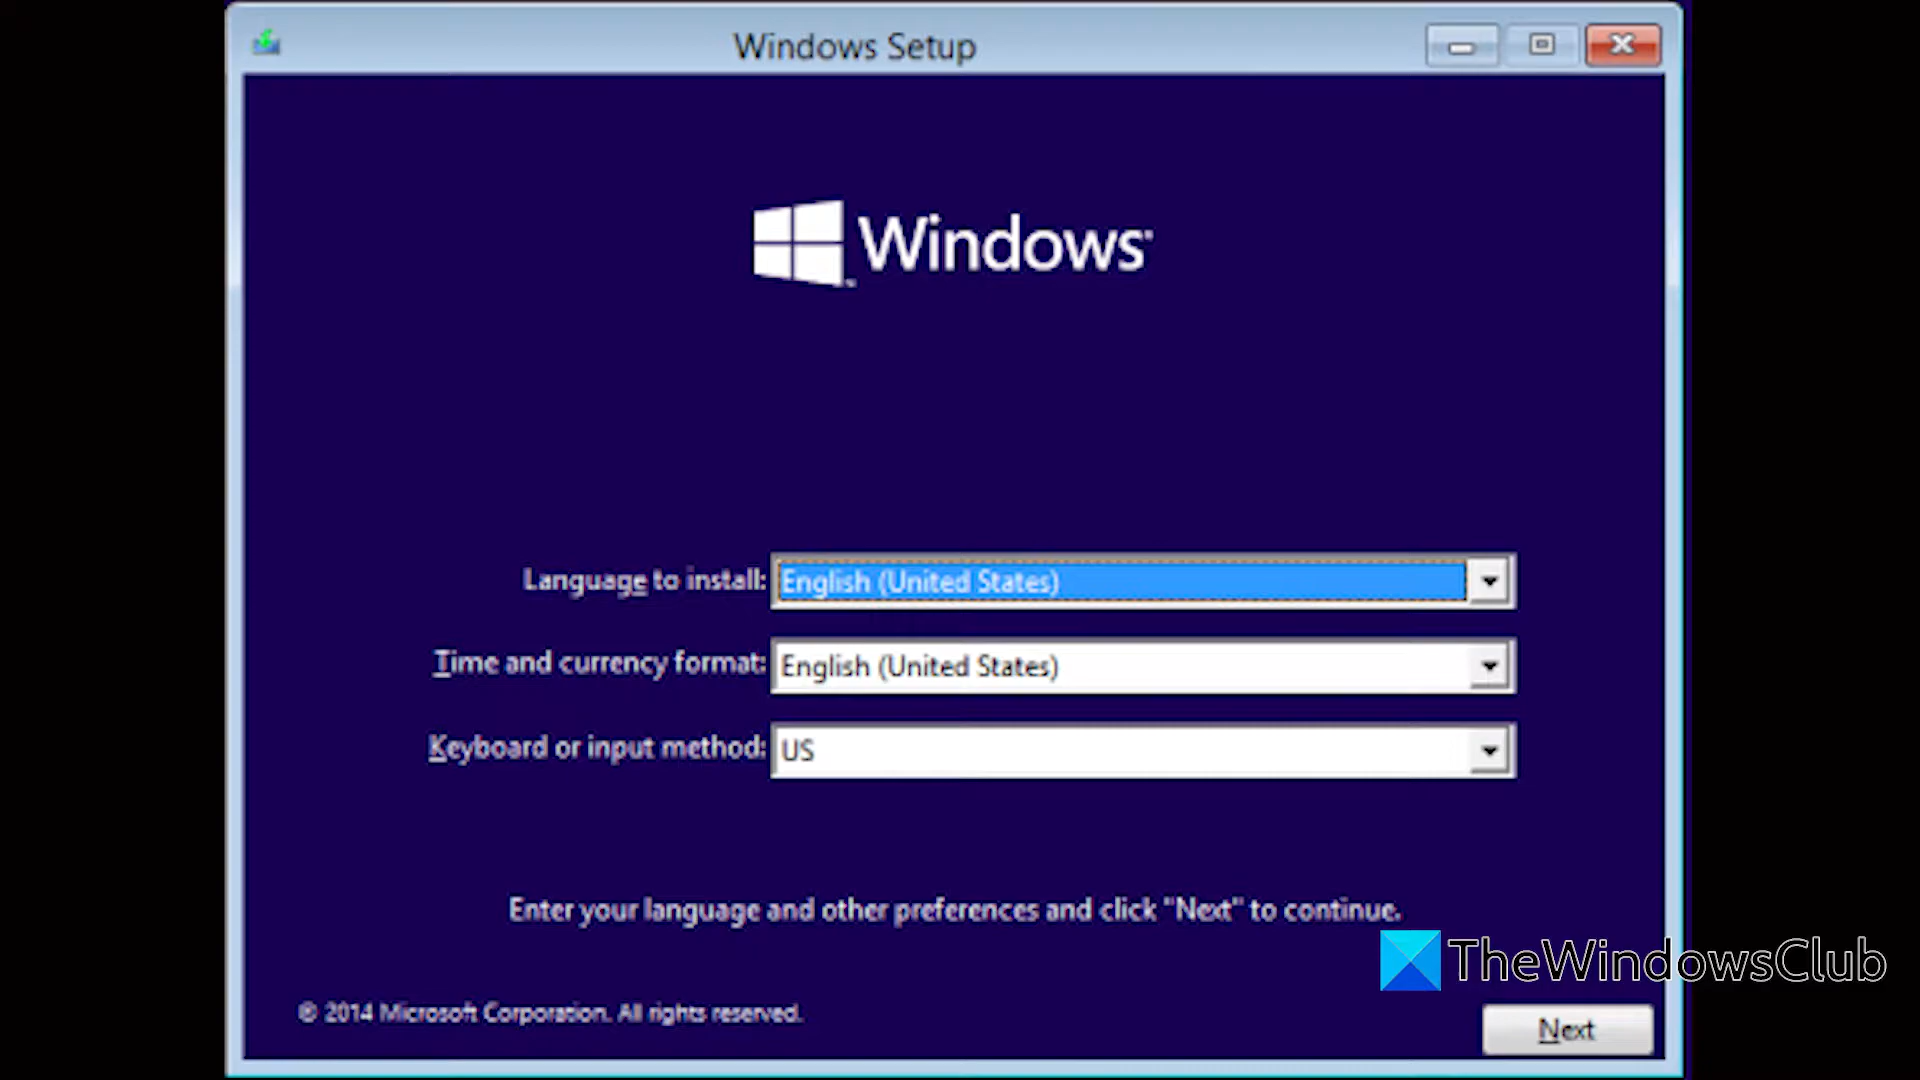 Windows Setup
Windows
Language to install: English (United States)
Time and currency format: English (United States)
Keyboard or input method: US
Enter your language and other preferences and click "Next" to continue.
TheWindowsClub
© 2014 Microsoft Corporation. All rights reserved.
Next